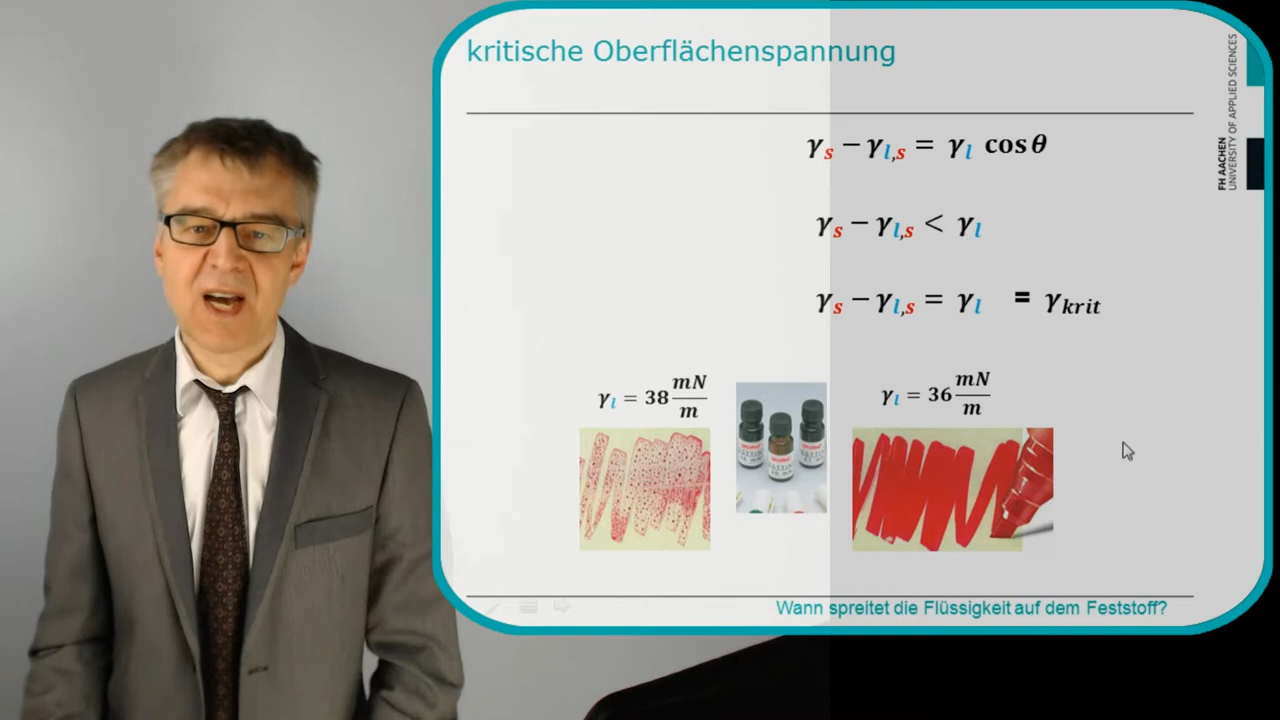 kritische Oberflächenspannung
FH AACHEN
UNIVERSITY OF APPLIED SCIENCES
γs − γl,s = γl cos θ
γs − γl,s < γl
γs − γl,s = γl = γkrit
γl = 38 mN/m
γl = 36 mN/m
Wann spreitet die Flüssigkeit auf dem Feststoff?